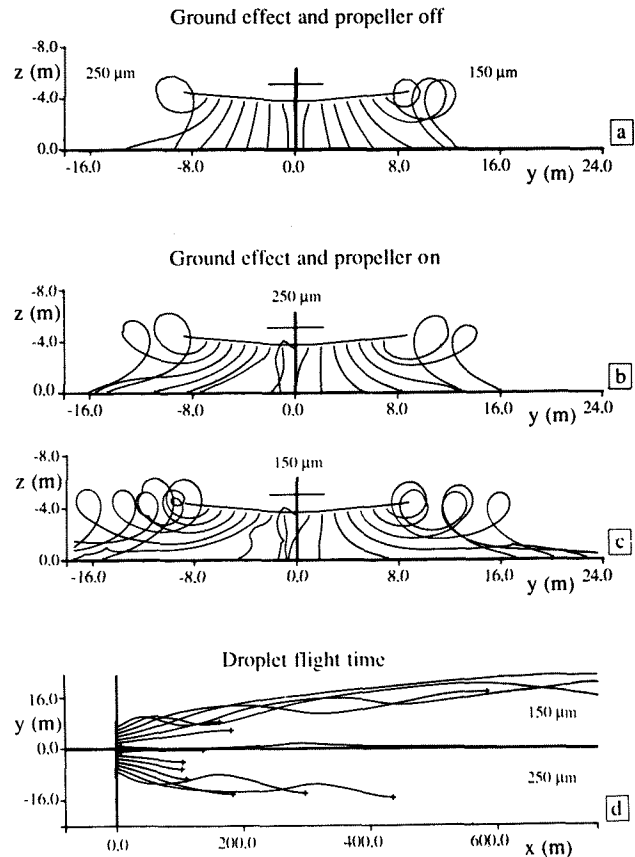 Ground effect and propeller off
-8.0
z (m)
250 µm
150 µm
-4.0
0.0
-16.0 -8.0 0.0 8.0 16.0 24.0
y (m)
a
Ground effect and propeller on
-8.0
250 µm
z (m)
-4.0
0.0
-16.0 -8.0 0.0 8.0 16.0 24.0
y (m)
b
-8.0
150 µm
z (m)
-4.0
0.0
-16.0 -8.0 0.0 8.0 16.0 24.0
y (m)
c
Droplet flight time
16.0
y (m)
150 µm
0.0
250 µm
-16.0
d
0.0 200.0 400.0 600.0 x (m)